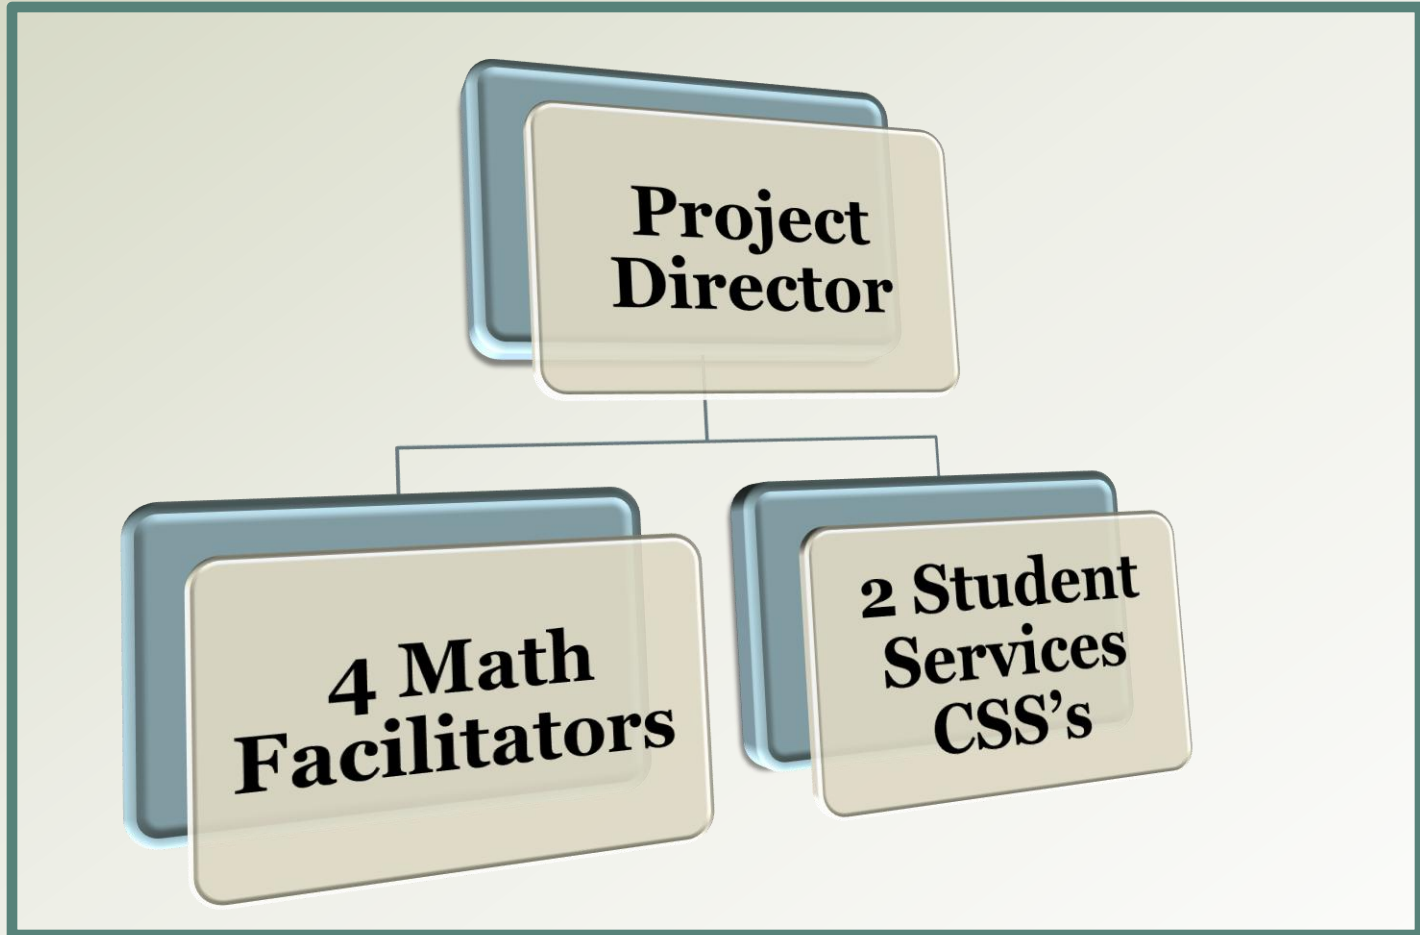 Project
Director
4 Math
Facilitators
2 Student
Services
CSS’s